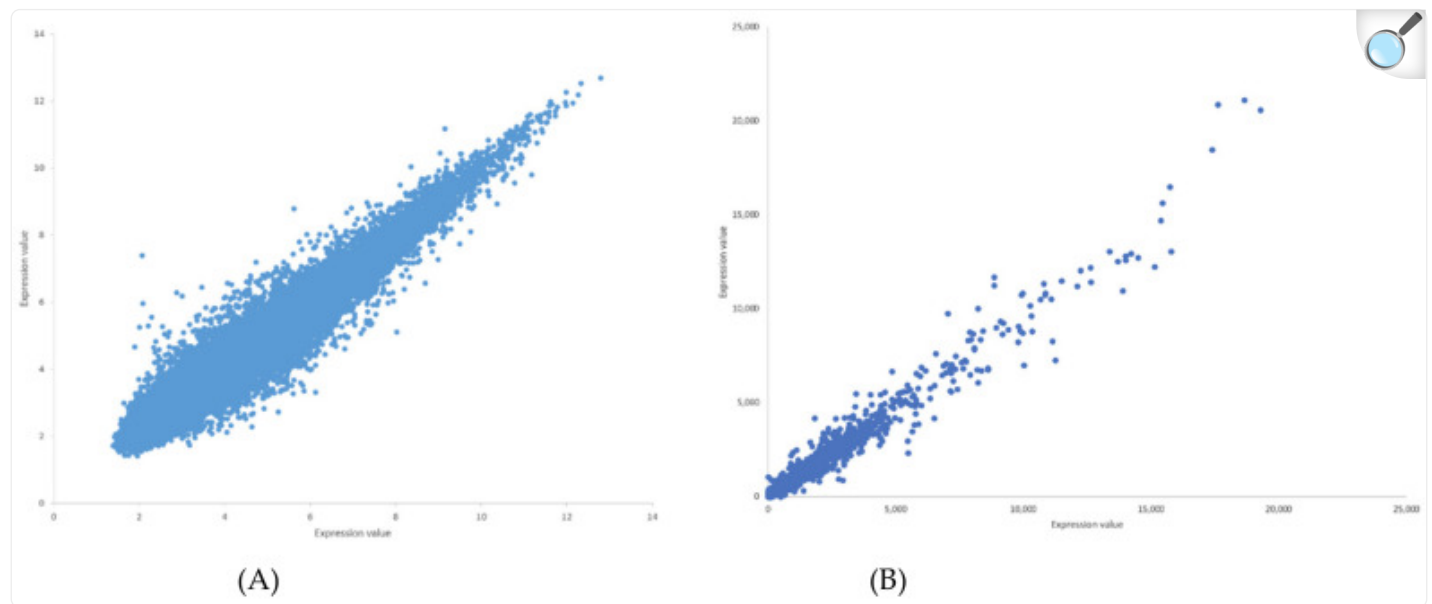 14
12
10
8
6
4
2
0
Expression value
0 2 4 6 8 10 12 14
Expression value
(A)
25,000
20,000
15,000
10,000
5,000
0
Expression value
0 5,000 10,000 15,000 20,000 25,000
Expression value
(B)